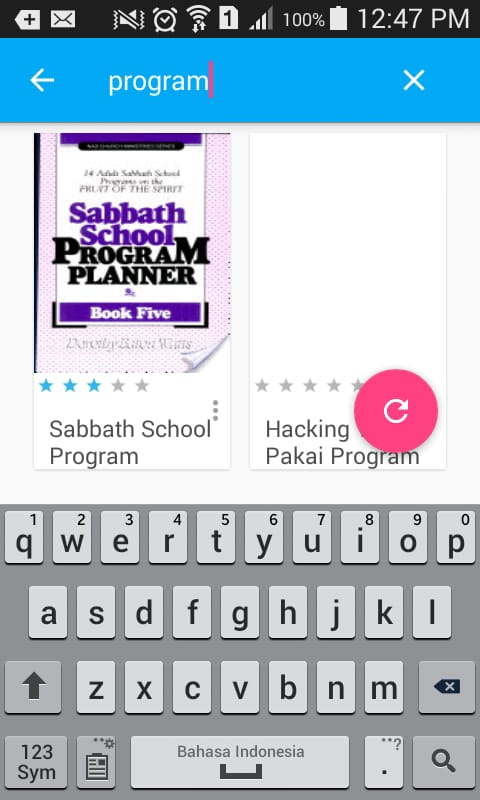 1 100% 12:47 PM
program
NAD CHURCH MINISTRIES SERIES
14 Adult Sabbath School
Programs on the
FRUIT OF THE SPIRIT
Sabbath
School
PROGRAM
PLANNER
Book Five
Dorothy Eaton Watts
Sabbath School
Program
Hacking
Pakai Program
1 2 3 4 5 6 7 8 9 0
q w e r t y u i o p
a s d f g h j k l
z x c v b n m
123
Sym
Bahasa Indonesia
. ?